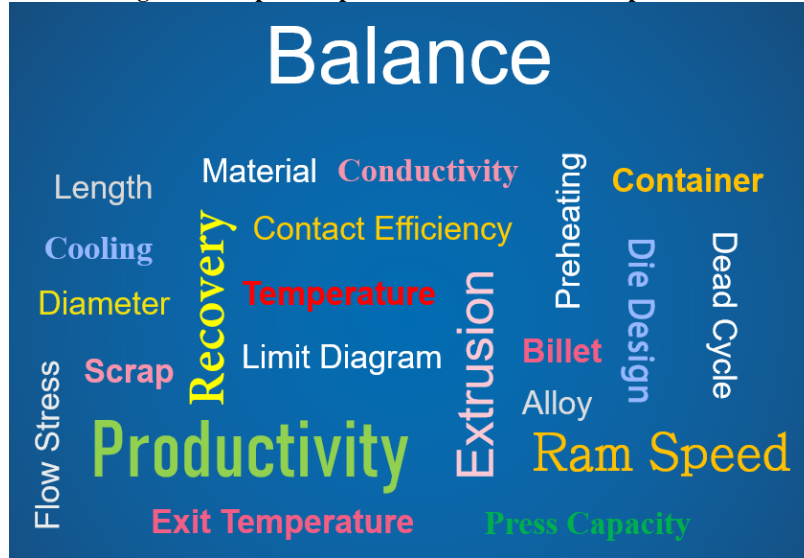 Balance
Material Conductivity
Length
Preheating
Container
Contact Efficiency
Cooling
Recovery
Die Design
Dead Cycle
Diameter
Temperature
Extrusion
Limit Diagram
Billet
Scrap
Flow Stress
Alloy
Productivity
Ram Speed
Exit Temperature
Press Capacity